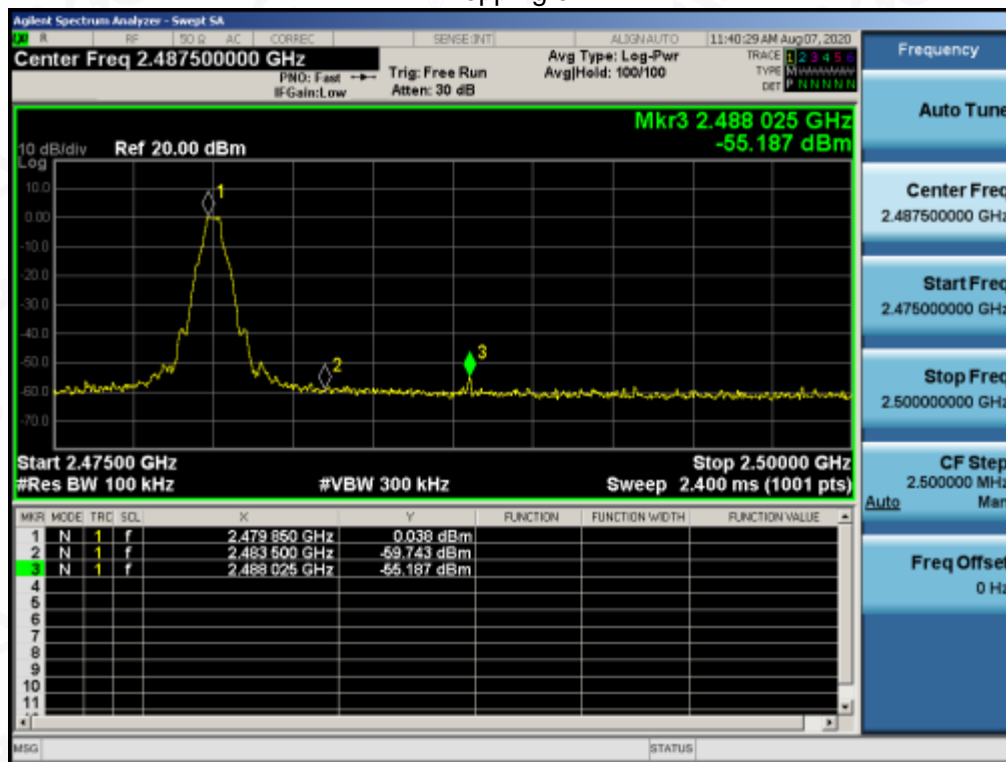 Agilent Spectrum Analyzer - Swept SA
R RF 50 Ω AC CORREC SENSE:INT ALIGN AUTO 11:40:29 AM Aug 07, 2020
Center Freq 2.487500000 GHz
PNO: Fast
IFGain:Low
Trig: Free Run
Atten: 30 dB
Avg Type: Log-Pwr
Avg|Hold: 100/100
TRACE 1 2 3 4 5 6
TYPE M
DET P N N N N N
Mkr3 2.488 025 GHz
-55.187 dBm
10 dB/div Ref 20.00 dBm
Log
10.0
0.00
-10.0
-20.0
-30.0
-40.0
-50.0
-60.0
-70.0
1
2
3
Start 2.47500 GHz Stop 2.50000 GHz
#Res BW 100 kHz #VBW 300 kHz Sweep 2.400 ms (1001 pts)
MKR MODE TRC SCL X Y FUNCTION FUNCTION WIDTH FUNCTION VALUE
1 N 1 f 2.479 850 GHz 0.038 dBm
2 N 1 f 2.483 500 GHz -59.743 dBm
3 N 1 f 2.488 025 GHz -55.187 dBm
4
5
6
7
8
9
10
11
MSG STATUS
Frequency
Auto Tune
Center Freq
2.487500000 GHz
Start Freq
2.475000000 GHz
Stop Freq
2.500000000 GHz
CF Step
2.500000 MHz
Auto Man
Freq Offset
0 Hz